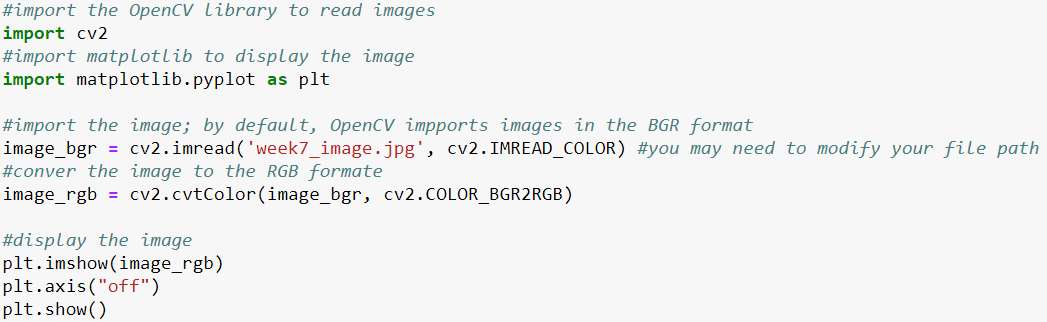 #import the OpenCV library to read images
import cv2
#import matplotlib to display the image
import matplotlib.pyplot as plt
#import the image; by default, OpenCV impports images in the BGR format
image_bgr = cv2.imread('week7_image.jpg', cv2.IMREAD_COLOR) #you may need to modify your file path
#conver the image to the RGB formate
image_rgb = cv2.cvtColor(image_bgr, cv2.COLOR_BGR2RGB)
#display the image
plt.imshow(image_rgb)
plt.axis("off")
plt.show()